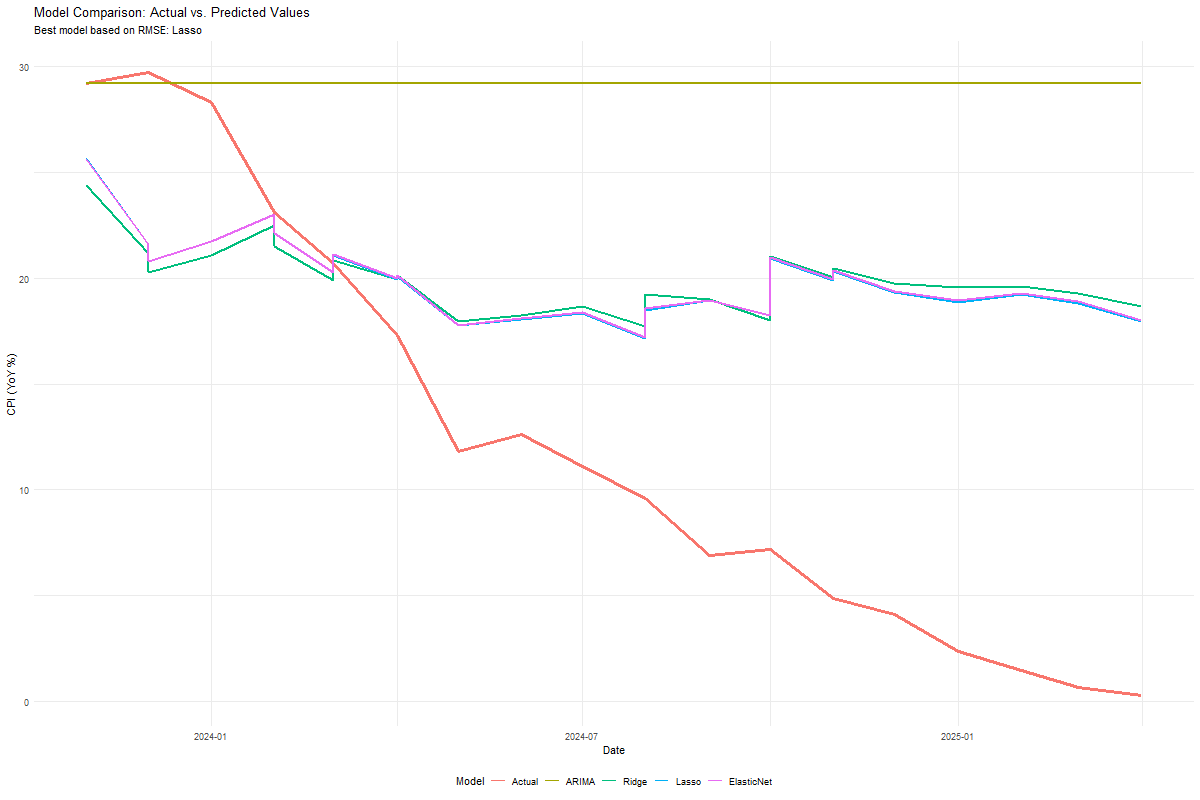 Model Comparison: Actual vs. Predicted Values
Best model based on RMSE: Lasso
30
20
10
0
CPI (YoY %)
2024-01 2024-07 2025-01
Date
Model Actual ARIMA Ridge Lasso ElasticNet